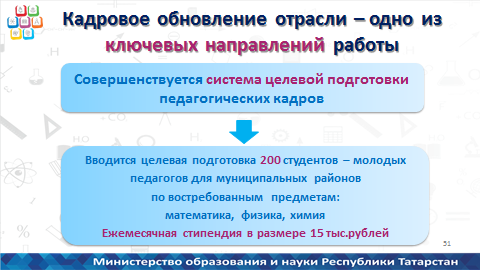 Кадровое обновление отрасли – одно из
ключевых направлений работы
Совершенствуется система целевой подготовки
педагогических кадров
Вводится целевая подготовка 200 студентов – молодых
педагогов для муниципальных районов
по востребованным предметам:
математика, физика, химия
Ежемесячная стипендия в размере 15 тыс.рублей
31
Министерство образования и науки Республики Татарстан